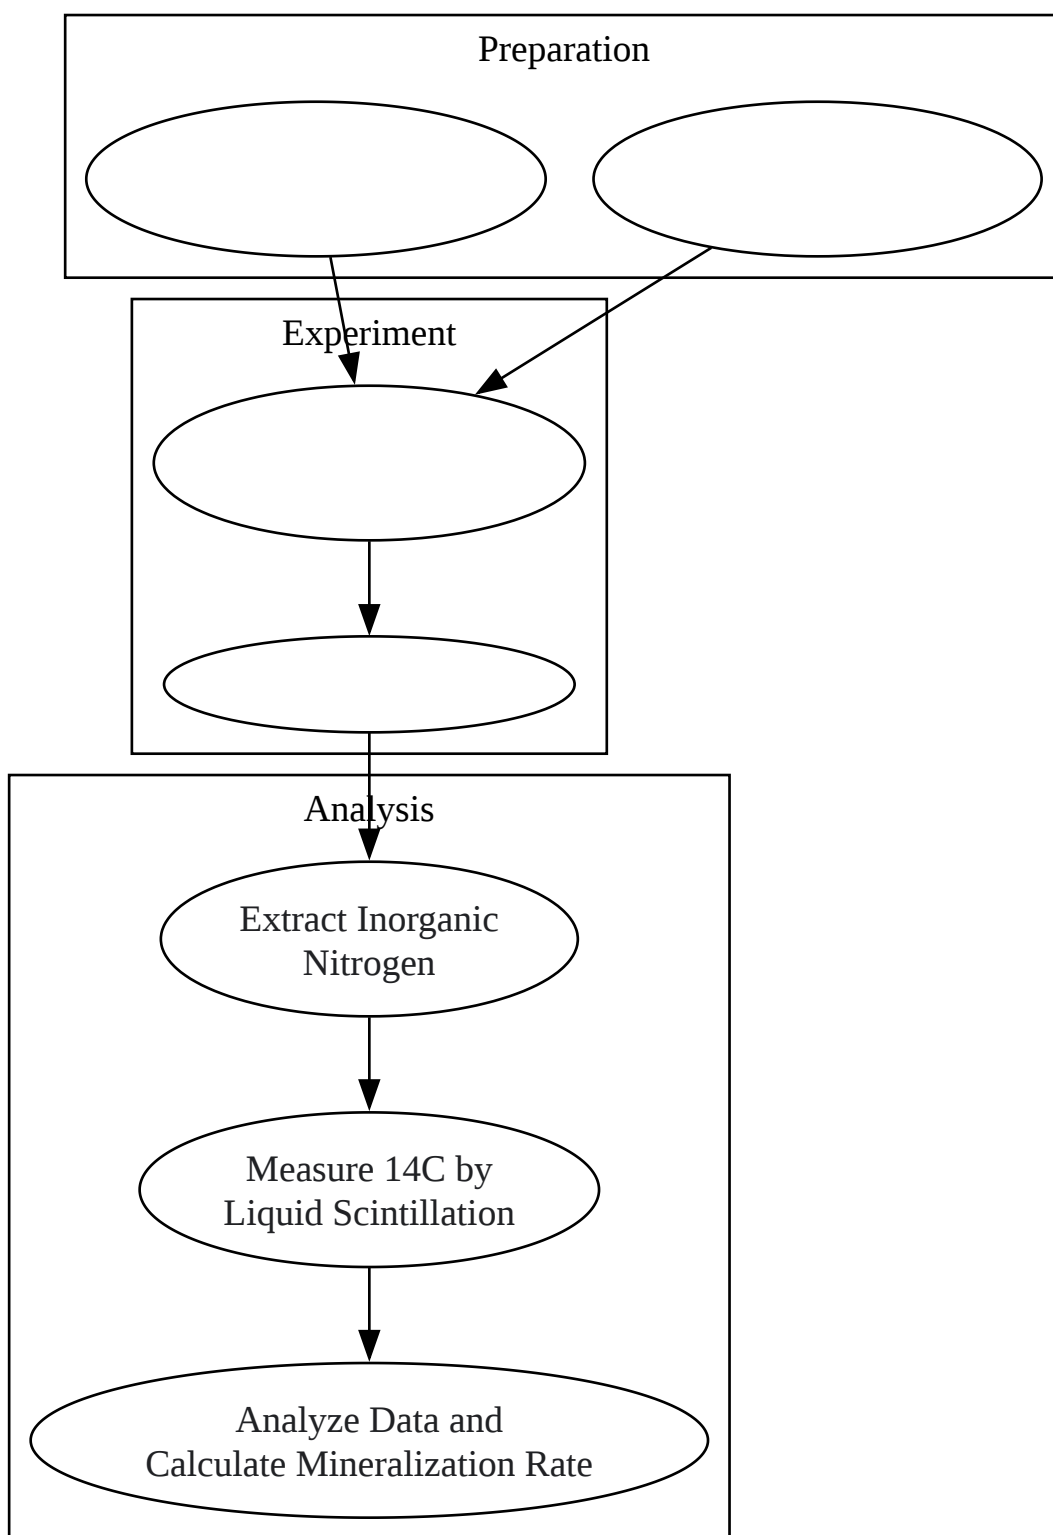 Preparation
Experiment
Analysis
Extract Inorganic
Nitrogen
Measure 14C by
Liquid Scintillation
Analyze Data and
Calculate Mineralization Rate